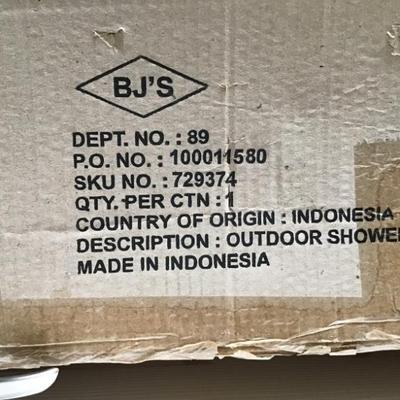 BJ'S
DEPT. NO. : 89
P.O. NO. : 100011580
SKU NO. : 729374
QTY. PER CTN : 1
COUNTRY OF ORIGIN : INDONESIA
DESCRIPTION : OUTDOOR SHOWER
MADE IN INDONESIA